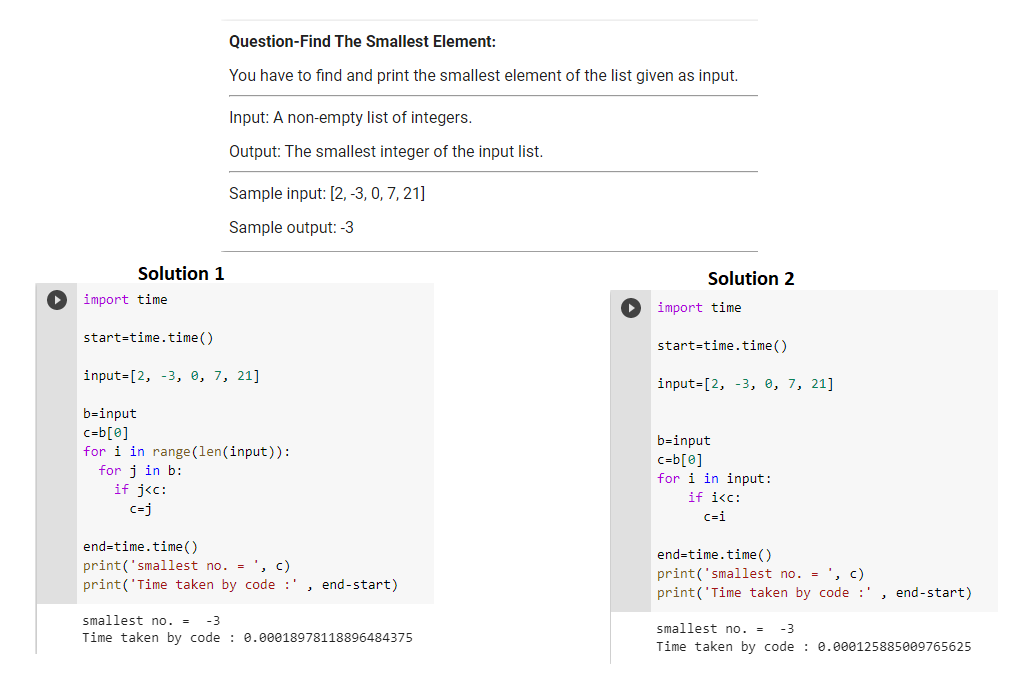 Question-Find The Smallest Element:
You have to find and print the smallest element of the list given as input.
Input: A non-empty list of integers.
Output: The smallest integer of the input list.
Sample input: [2, -3, 0, 7, 21]
Sample output: -3
Solution 1
import time
start=time.time()
input=[2, -3, 0, 7, 21]
b=input
c=b[0]
for i in range(len(input)):
  for j in b:
    if j<c:
      c=j
end=time.time()
print('smallest no. = ', c)
print('Time taken by code :' , end-start)
smallest no. =  -3
Time taken by code : 0.00018978118896484375
Solution 2
import time
start=time.time()
input=[2, -3, 0, 7, 21]
b=input
c=b[0]
for i in input:
    if i<c:
      c=i
end=time.time()
print('smallest no. = ', c)
print('Time taken by code :' , end-start)
smallest no. =  -3
Time taken by code : 0.000125885009765625